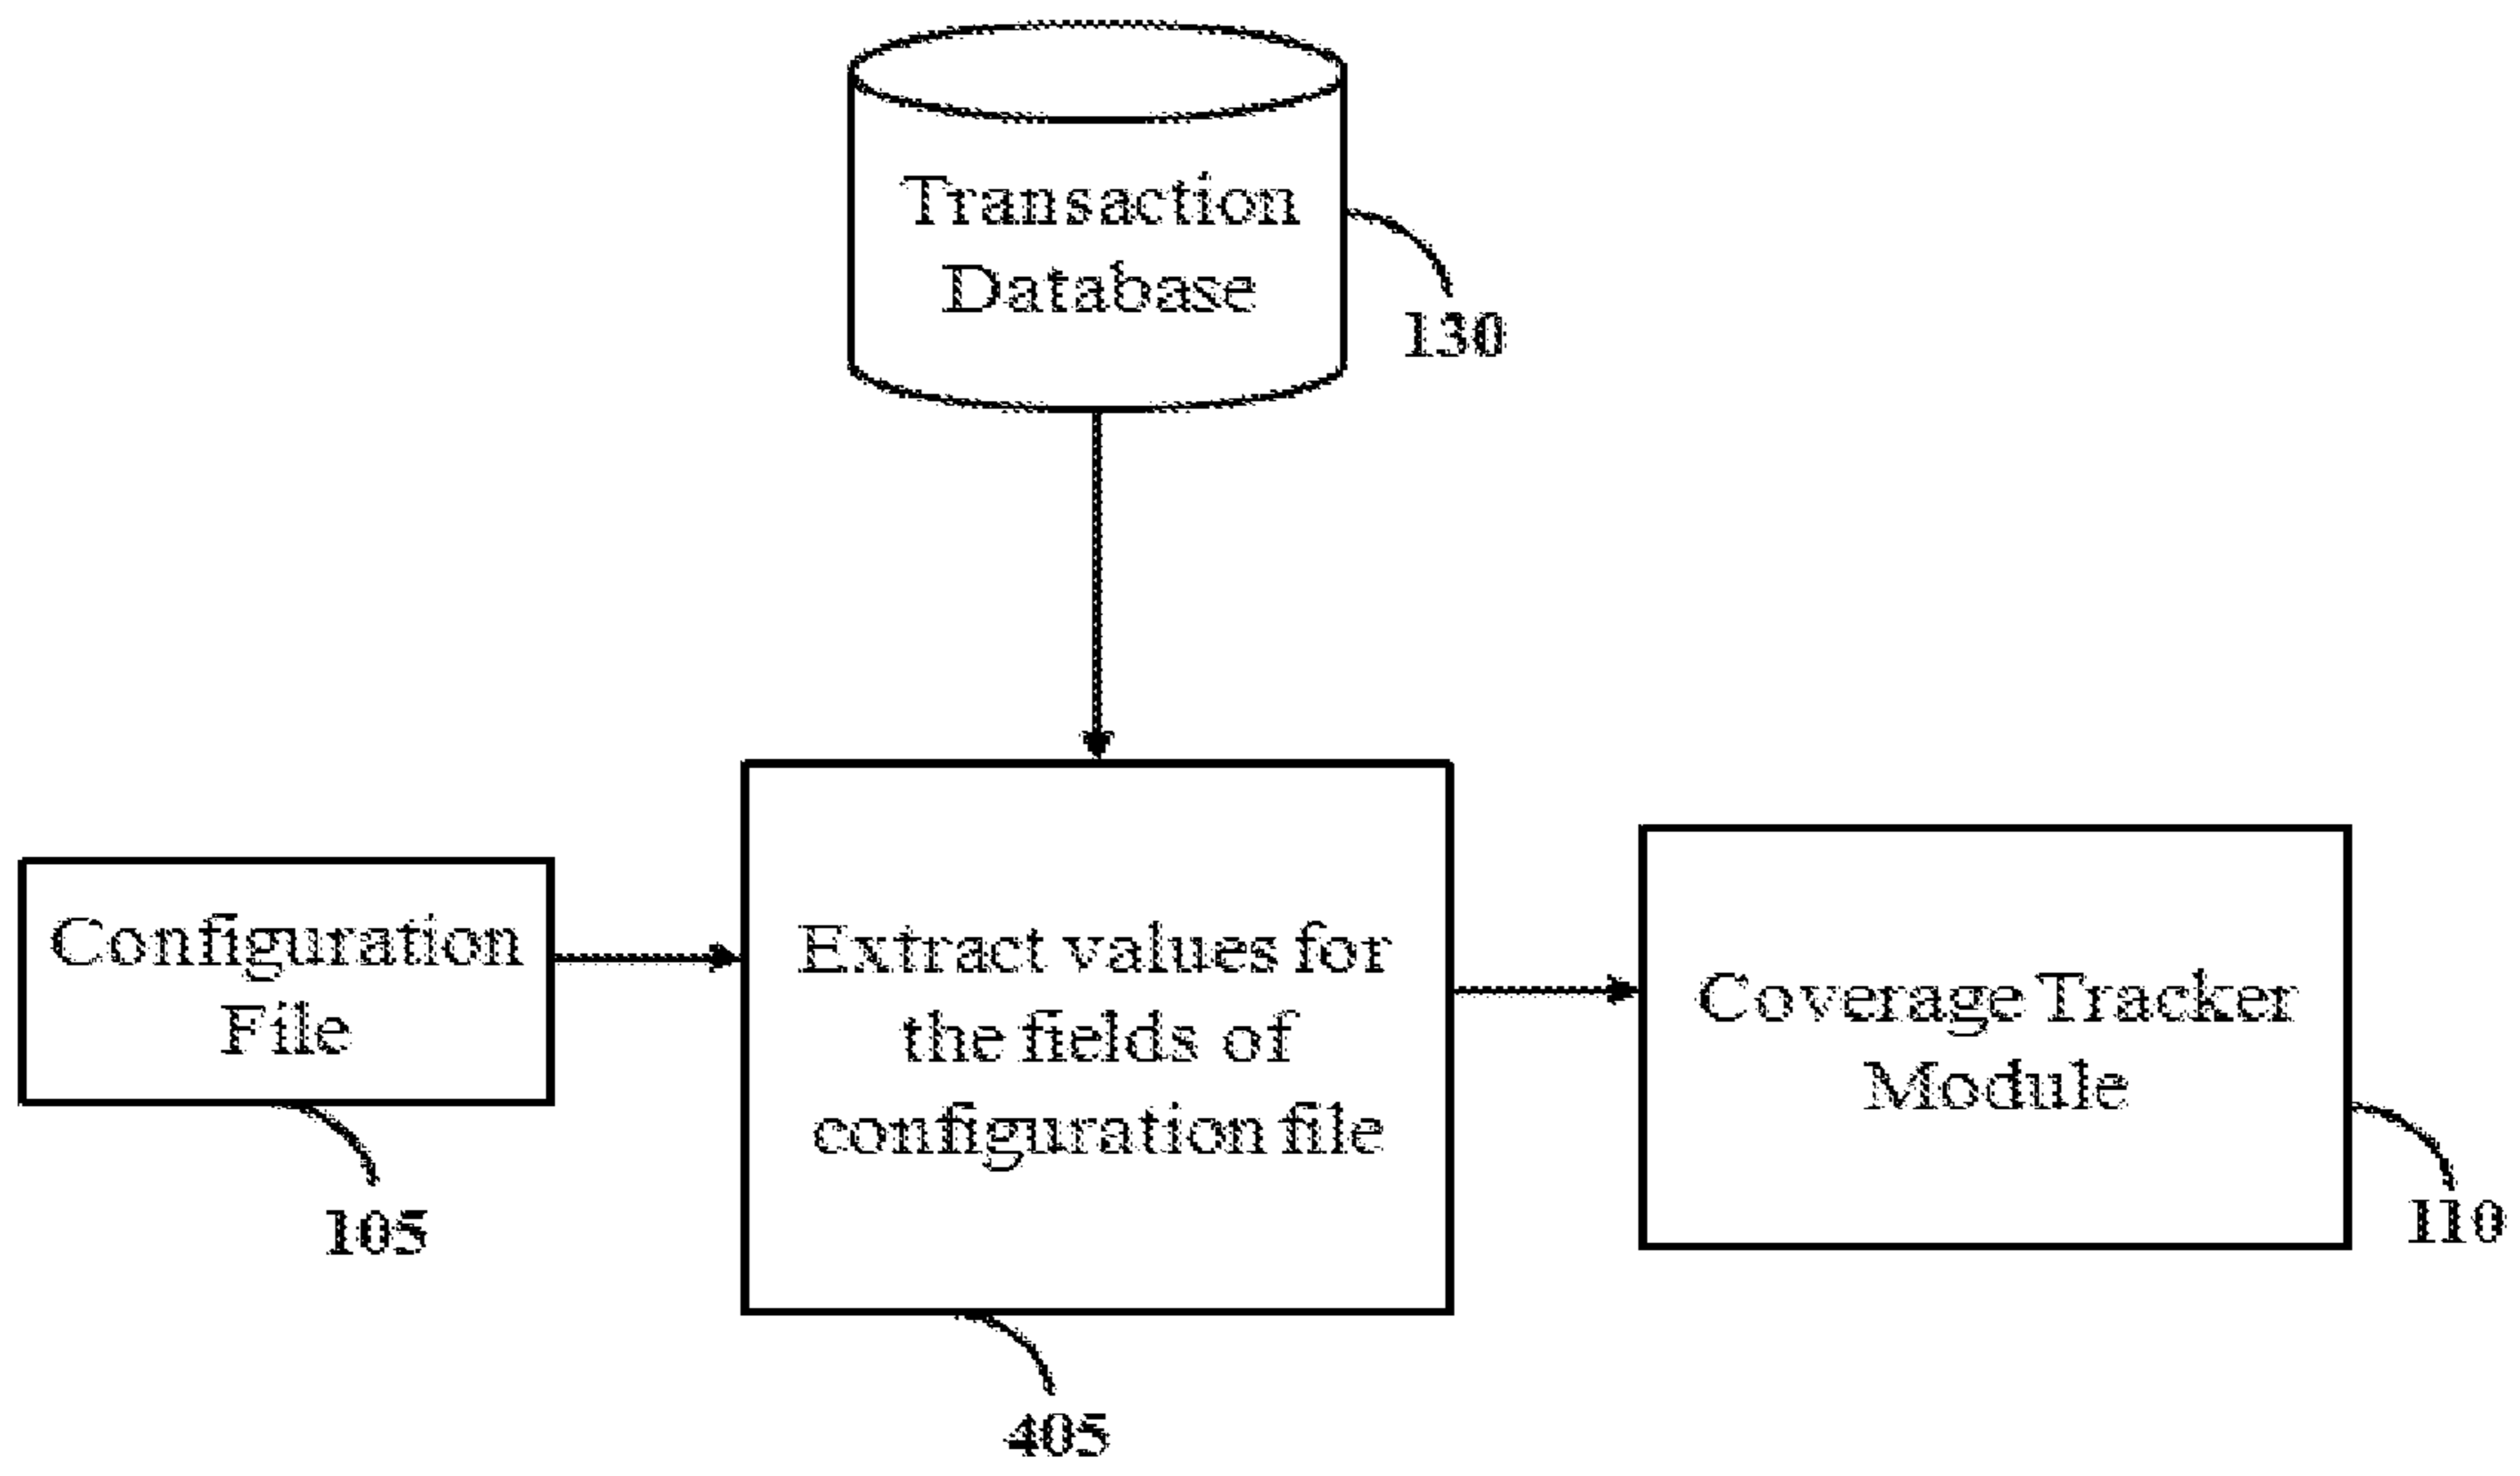 Transaction
Database
130
Configuration
File
105
Extract values for
the fields of
configuration file
405
Coverage Tracker
Module
110